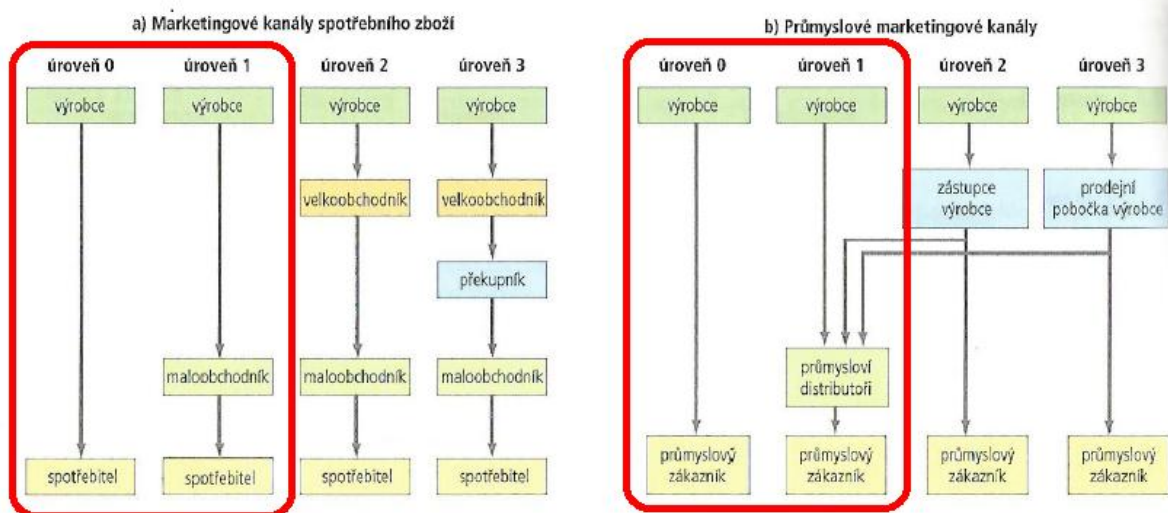 a) Marketingové kanály spotřebního zboží
úroveň 0 úroveň 1 úroveň 2 úroveň 3
výrobce výrobce výrobce výrobce
velkoobchodník velkoobchodník
překupník
maloobchodník maloobchodník maloobchodník
spotřebitel spotřebitel spotřebitel spotřebitel
b) Průmyslové marketingové kanály
úroveň 0 úroveň 1 úroveň 2 úroveň 3
výrobce výrobce výrobce výrobce
zástupce prodejní
výrobce pobočka výrobce
průmysloví
distributoři
průmyslový průmyslový průmyslový průmyslový
zákazník zákazník zákazník zákazník